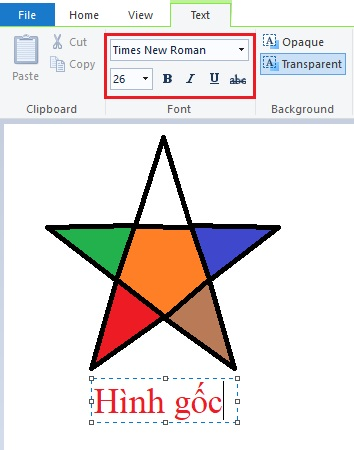 File Home View Text
Cut
Copy
Paste
Clipboard
Times New Roman
26 B I U abc
Font
Opaque
Transparent
Background
Hình gốc